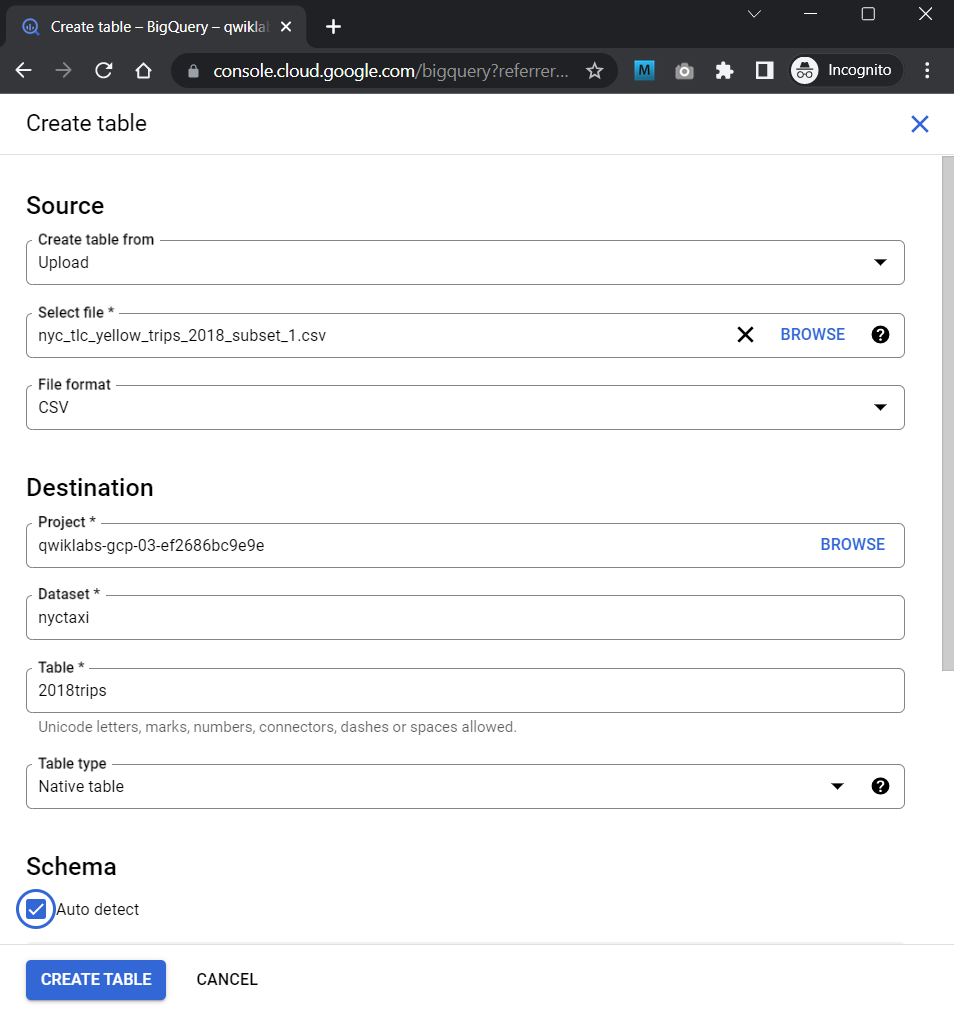 Create table – BigQuery – qwikla
console.cloud.google.com/bigquery?referrer...
M
Incognito
Create table
Source
Create table from
Upload
Select file *
nyc_tlc_yellow_trips_2018_subset_1.csv
BROWSE
?
File format
CSV
Destination
Project *
qwiklabs-gcp-03-ef2686bc9e9e
BROWSE
Dataset *
nyctaxi
Table *
2018trips
Unicode letters, marks, numbers, connectors, dashes or spaces allowed.
Table type
Native table
?
Schema
Auto detect
CREATE TABLE
CANCEL